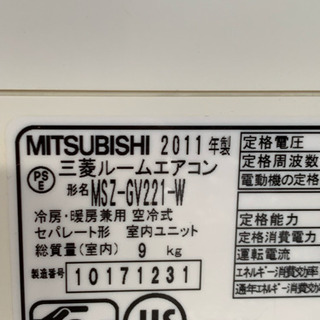 MITSUBISHI 2011年製
三菱ルームエアコン
形名 MSZ-GV221-W
冷房・暖房兼用 空冷式
セパレート形 室内ユニット
総質量(室内) 9 kg
製造番号 10171231
PS
E
定格電圧
定格周波数
電動機の定格
定格能力
定格消費電力
運転電流
エネルギー消費効率
通年エネルギー消費効率